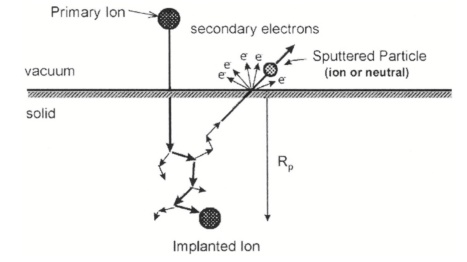 Primary Ion
secondary electrons
Sputtered Particle
(ion or neutral)
e⁻ e⁻ e⁻ e⁻ e⁻ e⁻
vacuum
solid
Rp
Implanted Ion